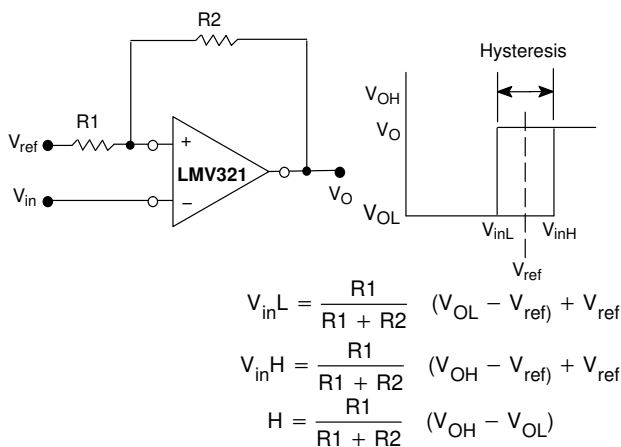 R2
Hysteresis
R1
V_OH
V_O
V_ref
+
LMV321
V_in
−
V_O
V_OL
V_inL
V_inH
V_ref
V_inL = R1 / (R1 + R2) (V_OL − V_ref) + V_ref
V_inH = R1 / (R1 + R2) (V_OH − V_ref) + V_ref
H = R1 / (R1 + R2) (V_OH − V_OL)